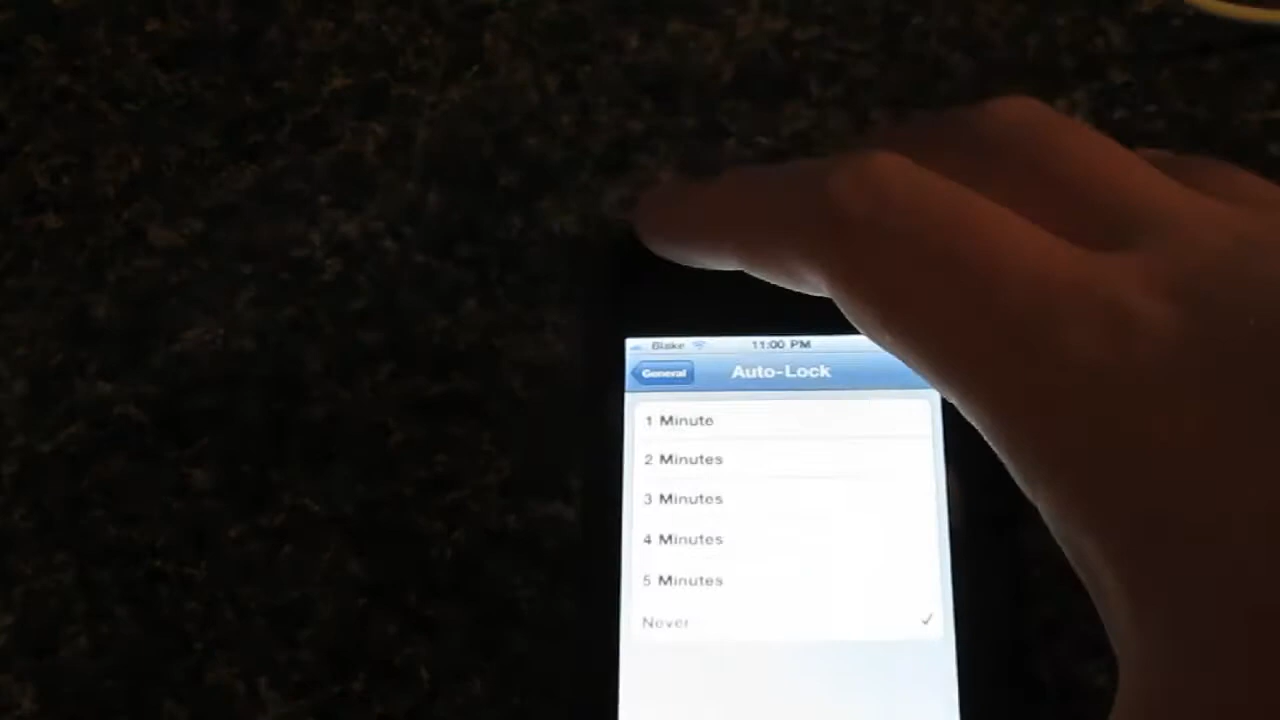 Blake 11:00 PM
General Auto-Lock
1 Minute
2 Minutes
3 Minutes
4 Minutes
5 Minutes
Never